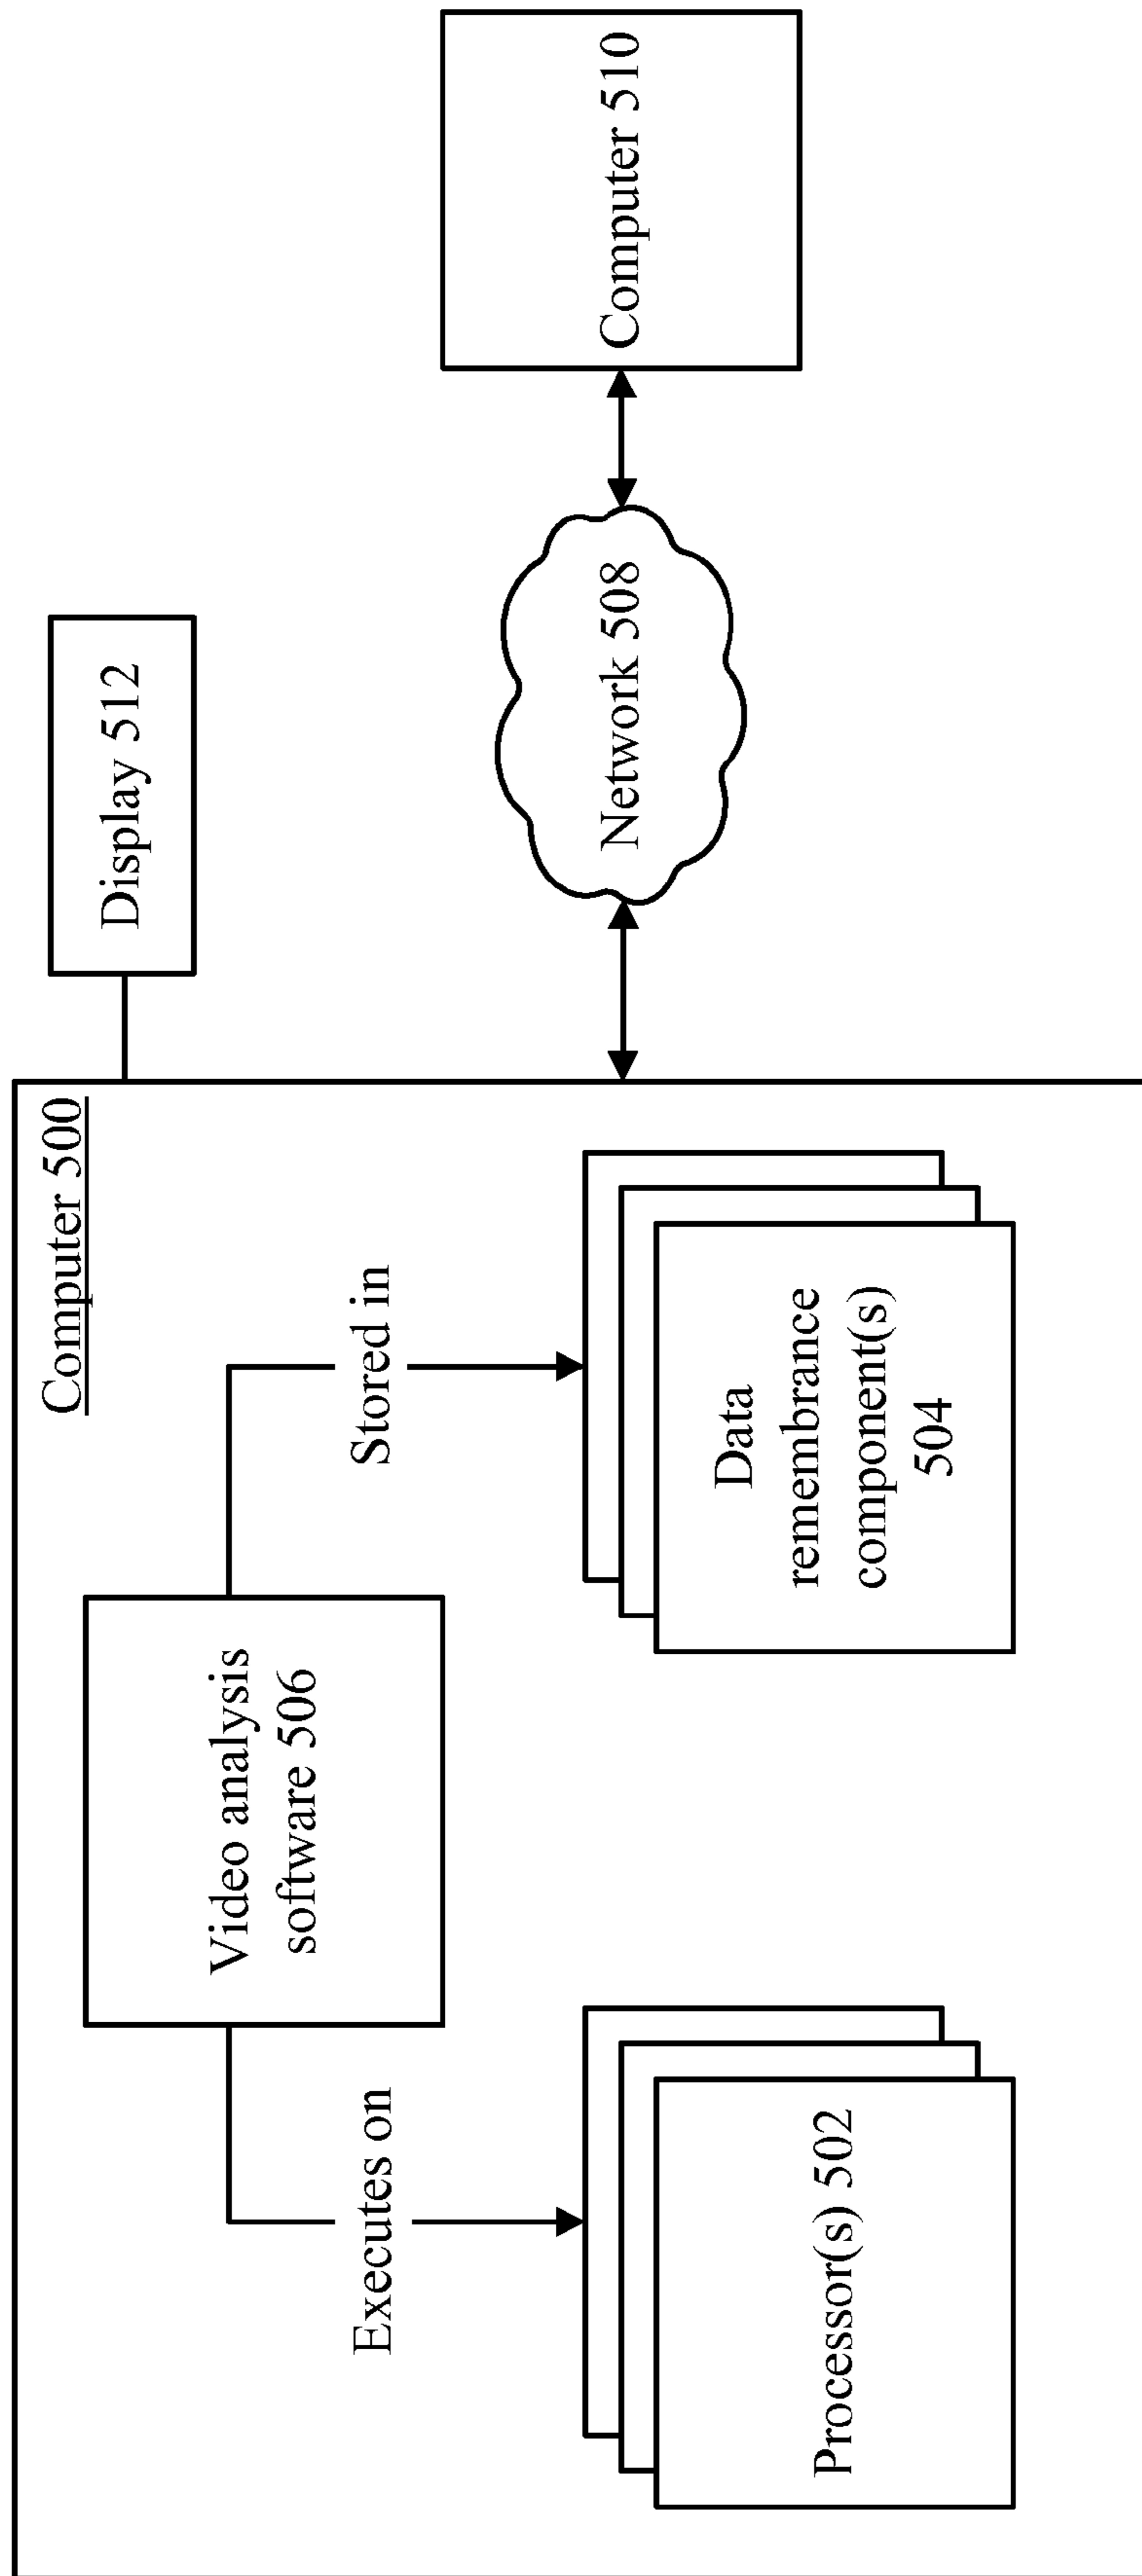 Computer 500
Video analysis
software 506
Executes on
Stored in
Processor(s) 502
Data
remembrance
component(s)
504
Display 512
Network 508
Computer 510